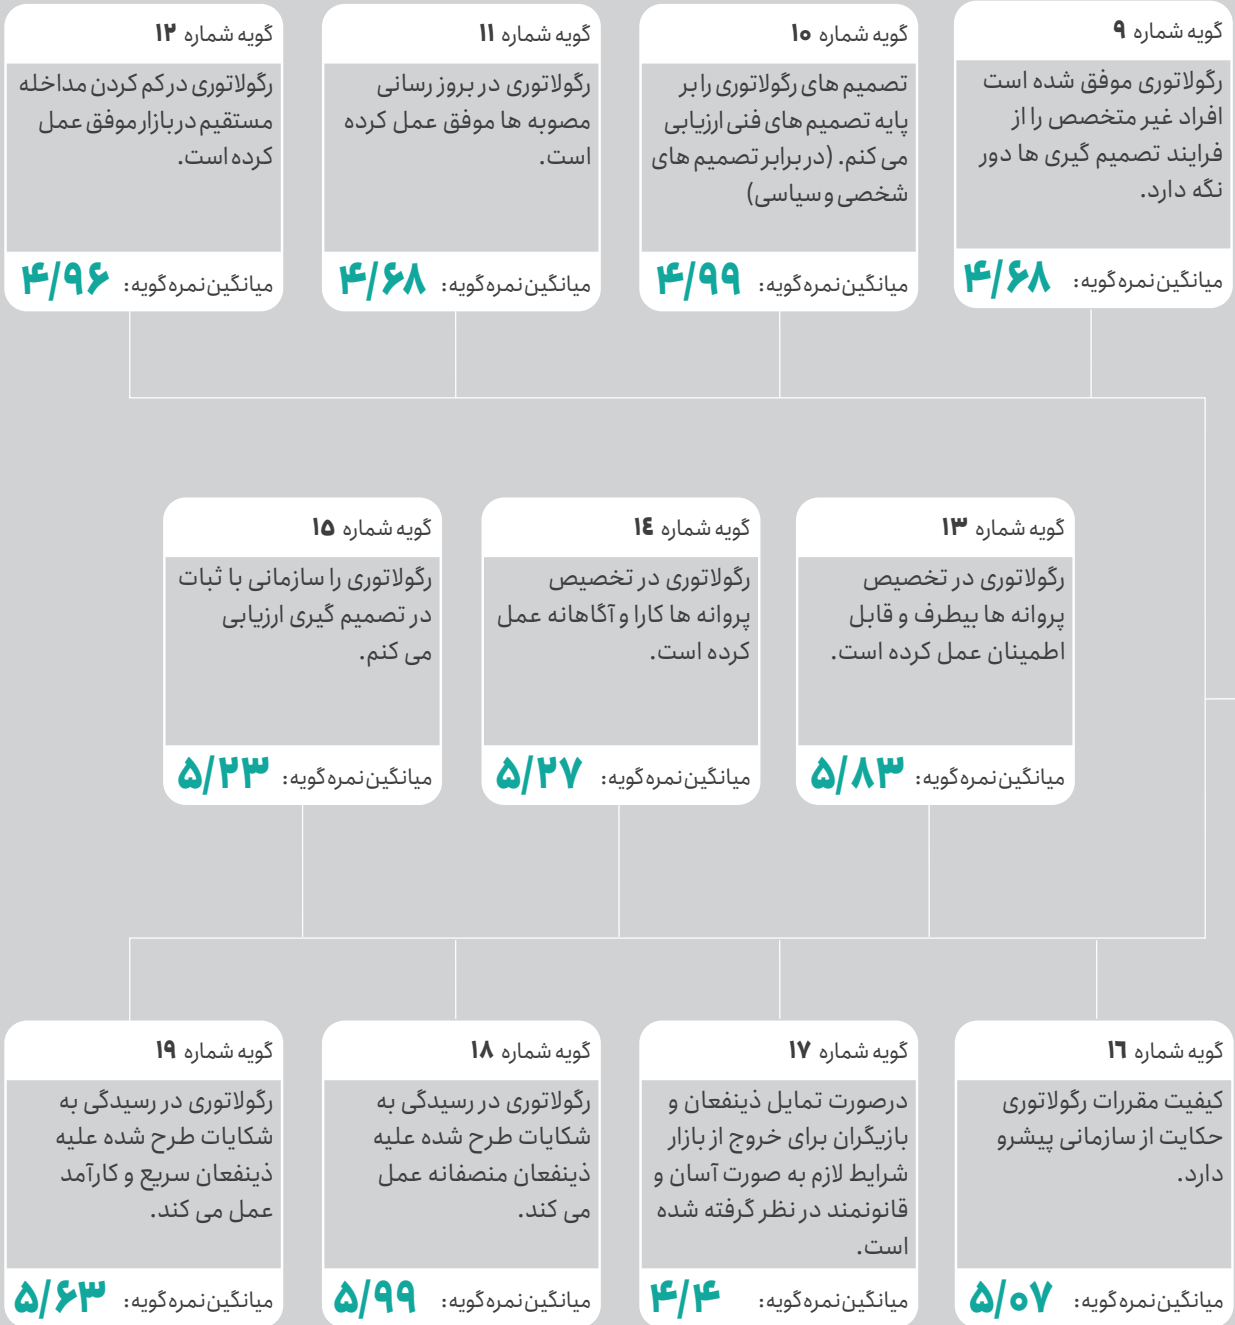 گویه شماره ۹
رگولاتوری موفق شده است
افراد غیر متخصص را از
فرایند تصمیم گیری ها دور
نگه دارد.
میانگین نمره گویه: ۴/۶۸
گویه شماره ۱۰
تصمیم های رگولاتوری را بر
پایه تصمیم های فنی ارزیابی
می کنم. (در برابر تصمیم های
شخصی و سیاسی)
میانگین نمره گویه: ۴/۹۹
گویه شماره ۱۱
رگولاتوری در بروز رسانی
مصوبه ها موفق عمل کرده
است.
میانگین نمره گویه: ۴/۶۸
گویه شماره ۱۲
رگولاتوری در کم کردن مداخله
مستقیم در بازار موفق عمل
کرده است.
میانگین نمره گویه: ۴/۹۶
گویه شماره ۱۳
رگولاتوری در تخصیص
پروانه ها بیطرف و قابل
اطمینان عمل کرده است.
میانگین نمره گویه: ۵/۸۳
گویه شماره ١٤
رگولاتوری در تخصیص
پروانه ها کارا و آگاهانه عمل
کرده است.
میانگین نمره گویه: ۵/۲۷
گویه شماره ۱۵
رگولاتوری را سازمانی با ثبات
در تصمیم گیری ارزیابی
می کنم.
میانگین نمره گویه: ۵/۲۳
گویه شماره ١٦
کیفیت مقررات رگولاتوری
حکایت از سازمانی پیشرو
دارد.
میانگین نمره گویه: ۵/۰۷
گویه شماره ۱۷
درصورت تمایل ذینفعان و
بازیگران برای خروج از بازار
شرایط لازم به صورت آسان و
قانونمند در نظر گرفته شده
است.
میانگین نمره گویه: ۴/۴
گویه شماره ۱۸
رگولاتوری در رسیدگی به
شکایات طرح شده علیه
ذینفعان منصفانه عمل
می کند.
میانگین نمره گویه: ۵/۹۹
گویه شماره ۱۹
رگولاتوری در رسیدگی به
شکایات طرح شده علیه
ذینفعان سریع و کارآمد
عمل می کند.
میانگین نمره گویه: ۵/۶۳